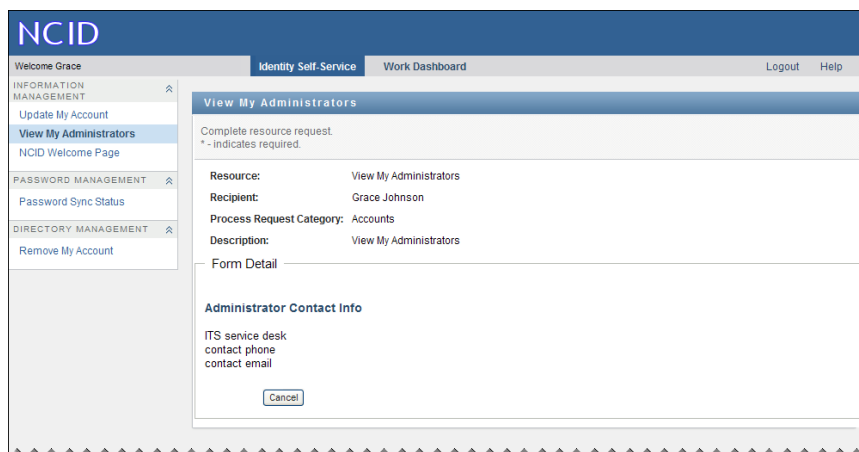 NCID
Welcome Grace
Identity Self-Service
Work Dashboard
Logout
Help
INFORMATION
MANAGEMENT
Update My Account
View My Administrators
NCID Welcome Page
PASSWORD MANAGEMENT
Password Sync Status
DIRECTORY MANAGEMENT
Remove My Account
View My Administrators
Complete resource request.
* - indicates required.
Resource: View My Administrators
Recipient: Grace Johnson
Process Request Category: Accounts
Description: View My Administrators
Form Detail
Administrator Contact Info
ITS service desk
contact phone
contact email
Cancel